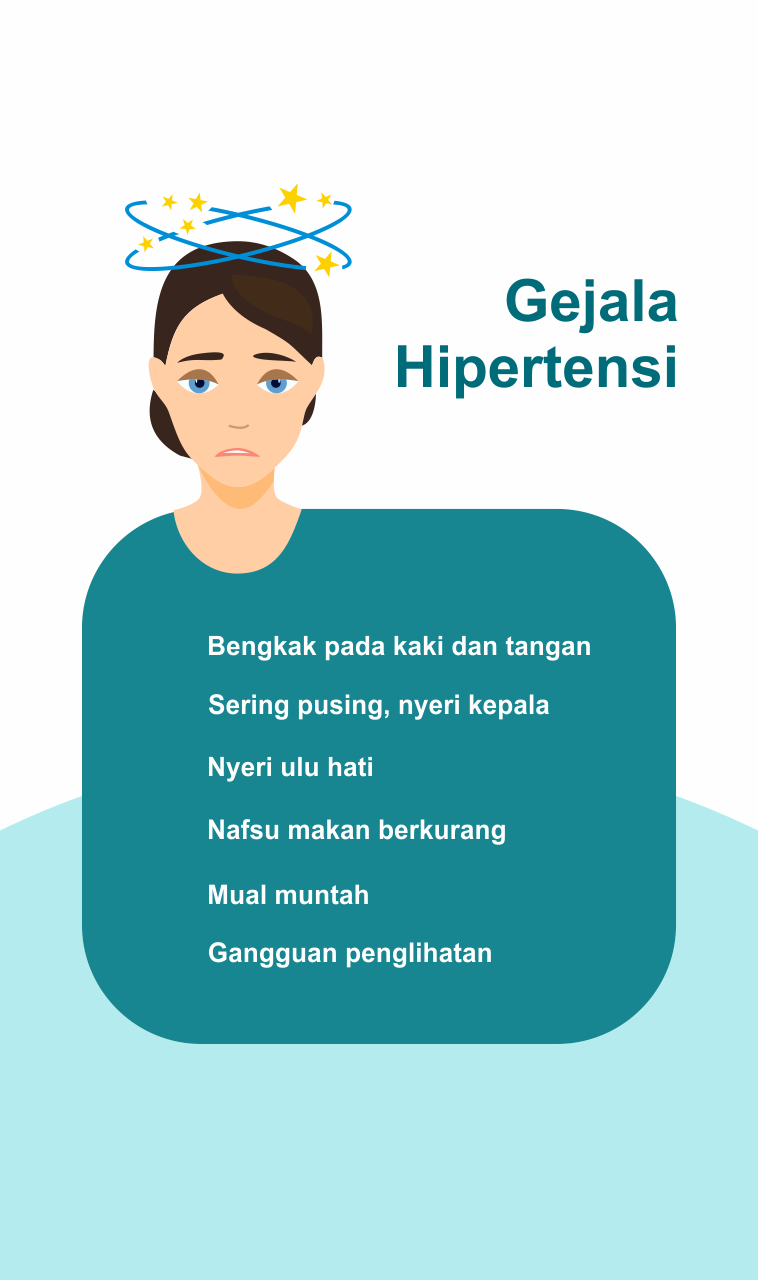 Gejala
Hipertensi
Bengkak pada kaki dan tangan
Sering pusing, nyeri kepala
Nyeri ulu hati
Nafsu makan berkurang
Mual muntah
Gangguan penglihatan